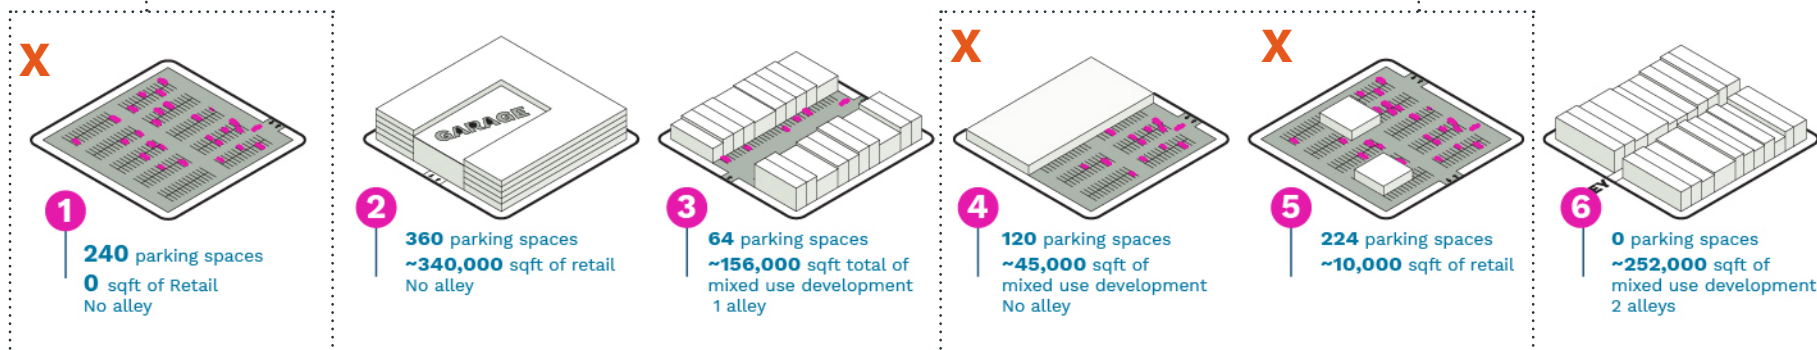 X
1
240 parking spaces
0 sqft of Retail
No alley
GARAGE
2
360 parking spaces
~340,000 sqft of retail
No alley
3
64 parking spaces
~156,000 sqft total of
mixed use development
1 alley
X
4
120 parking spaces
~45,000 sqft of
mixed use development
No alley
X
5
224 parking spaces
~10,000 sqft of retail
EY
6
0 parking spaces
~252,000 sqft of
mixed use development
2 alleys